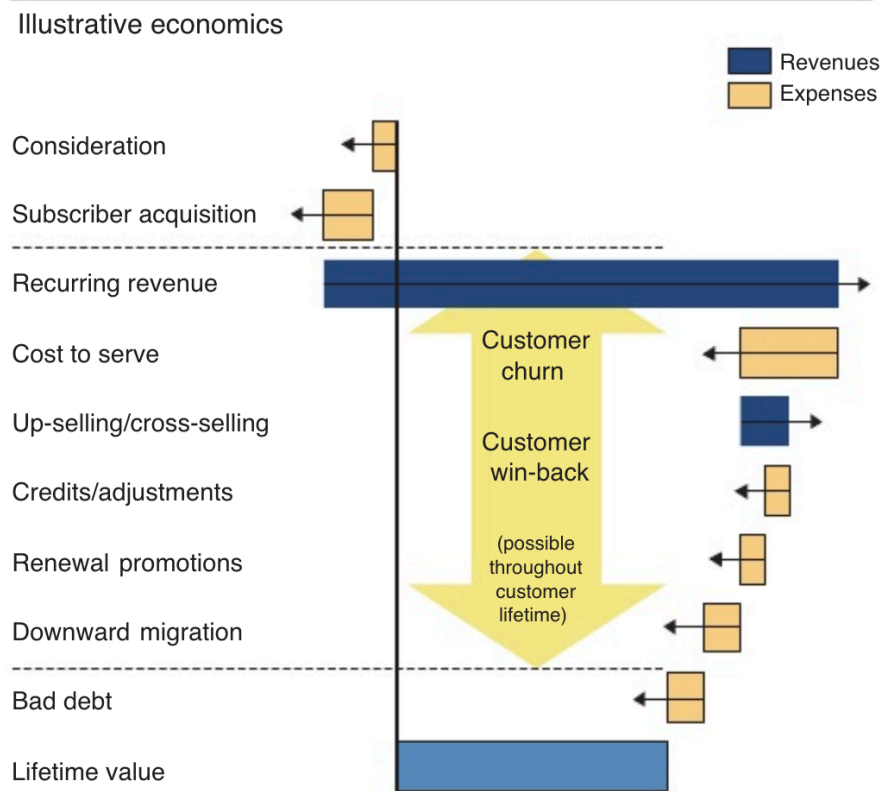 Illustrative economics
Revenues
Expenses
Consideration
Subscriber acquisition
Recurring revenue
Cost to serve
Up-selling/cross-selling
Credits/adjustments
Renewal promotions
Downward migration
Bad debt
Lifetime value
Customer
churn
Customer
win-back
(possible
throughout
customer
lifetime)